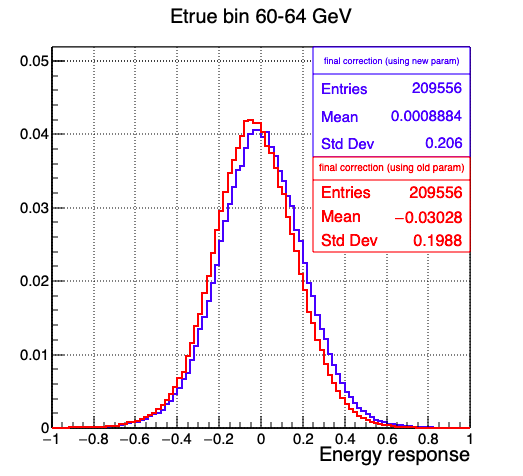 Etrue bin 60-64 GeV
0.05
0.04
0.03
0.02
0.01
0
final correction (using new param)
Entries 209556
Mean 0.0008884
Std Dev 0.206
final correction (using old param)
Entries 209556
Mean −0.03028
Std Dev 0.1988
−1 −0.8 −0.6 −0.4 −0.2 0 0.2 0.4 0.6 0.8 1
Energy response